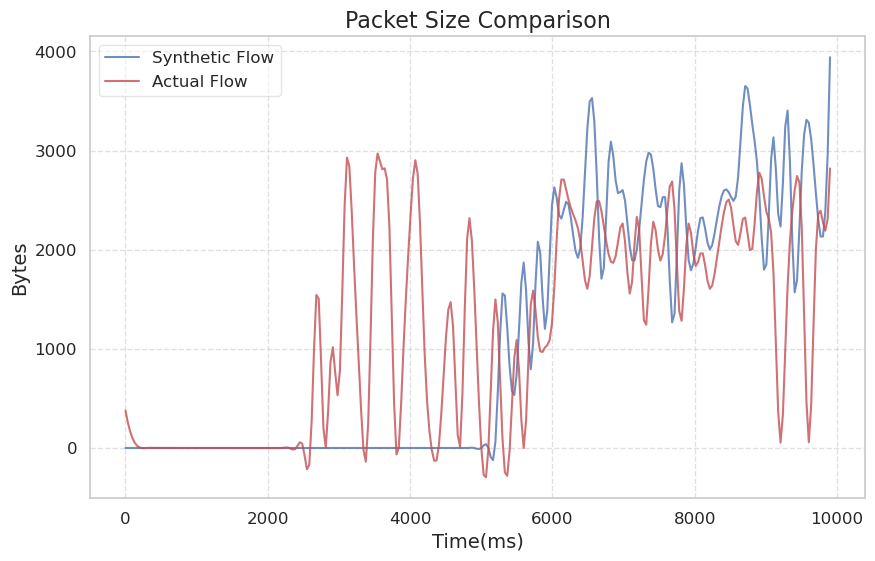 Packet Size Comparison
Synthetic Flow
Actual Flow
4000
3000
2000
1000
0
Bytes
0 2000 4000 6000 8000 10000
Time(ms)